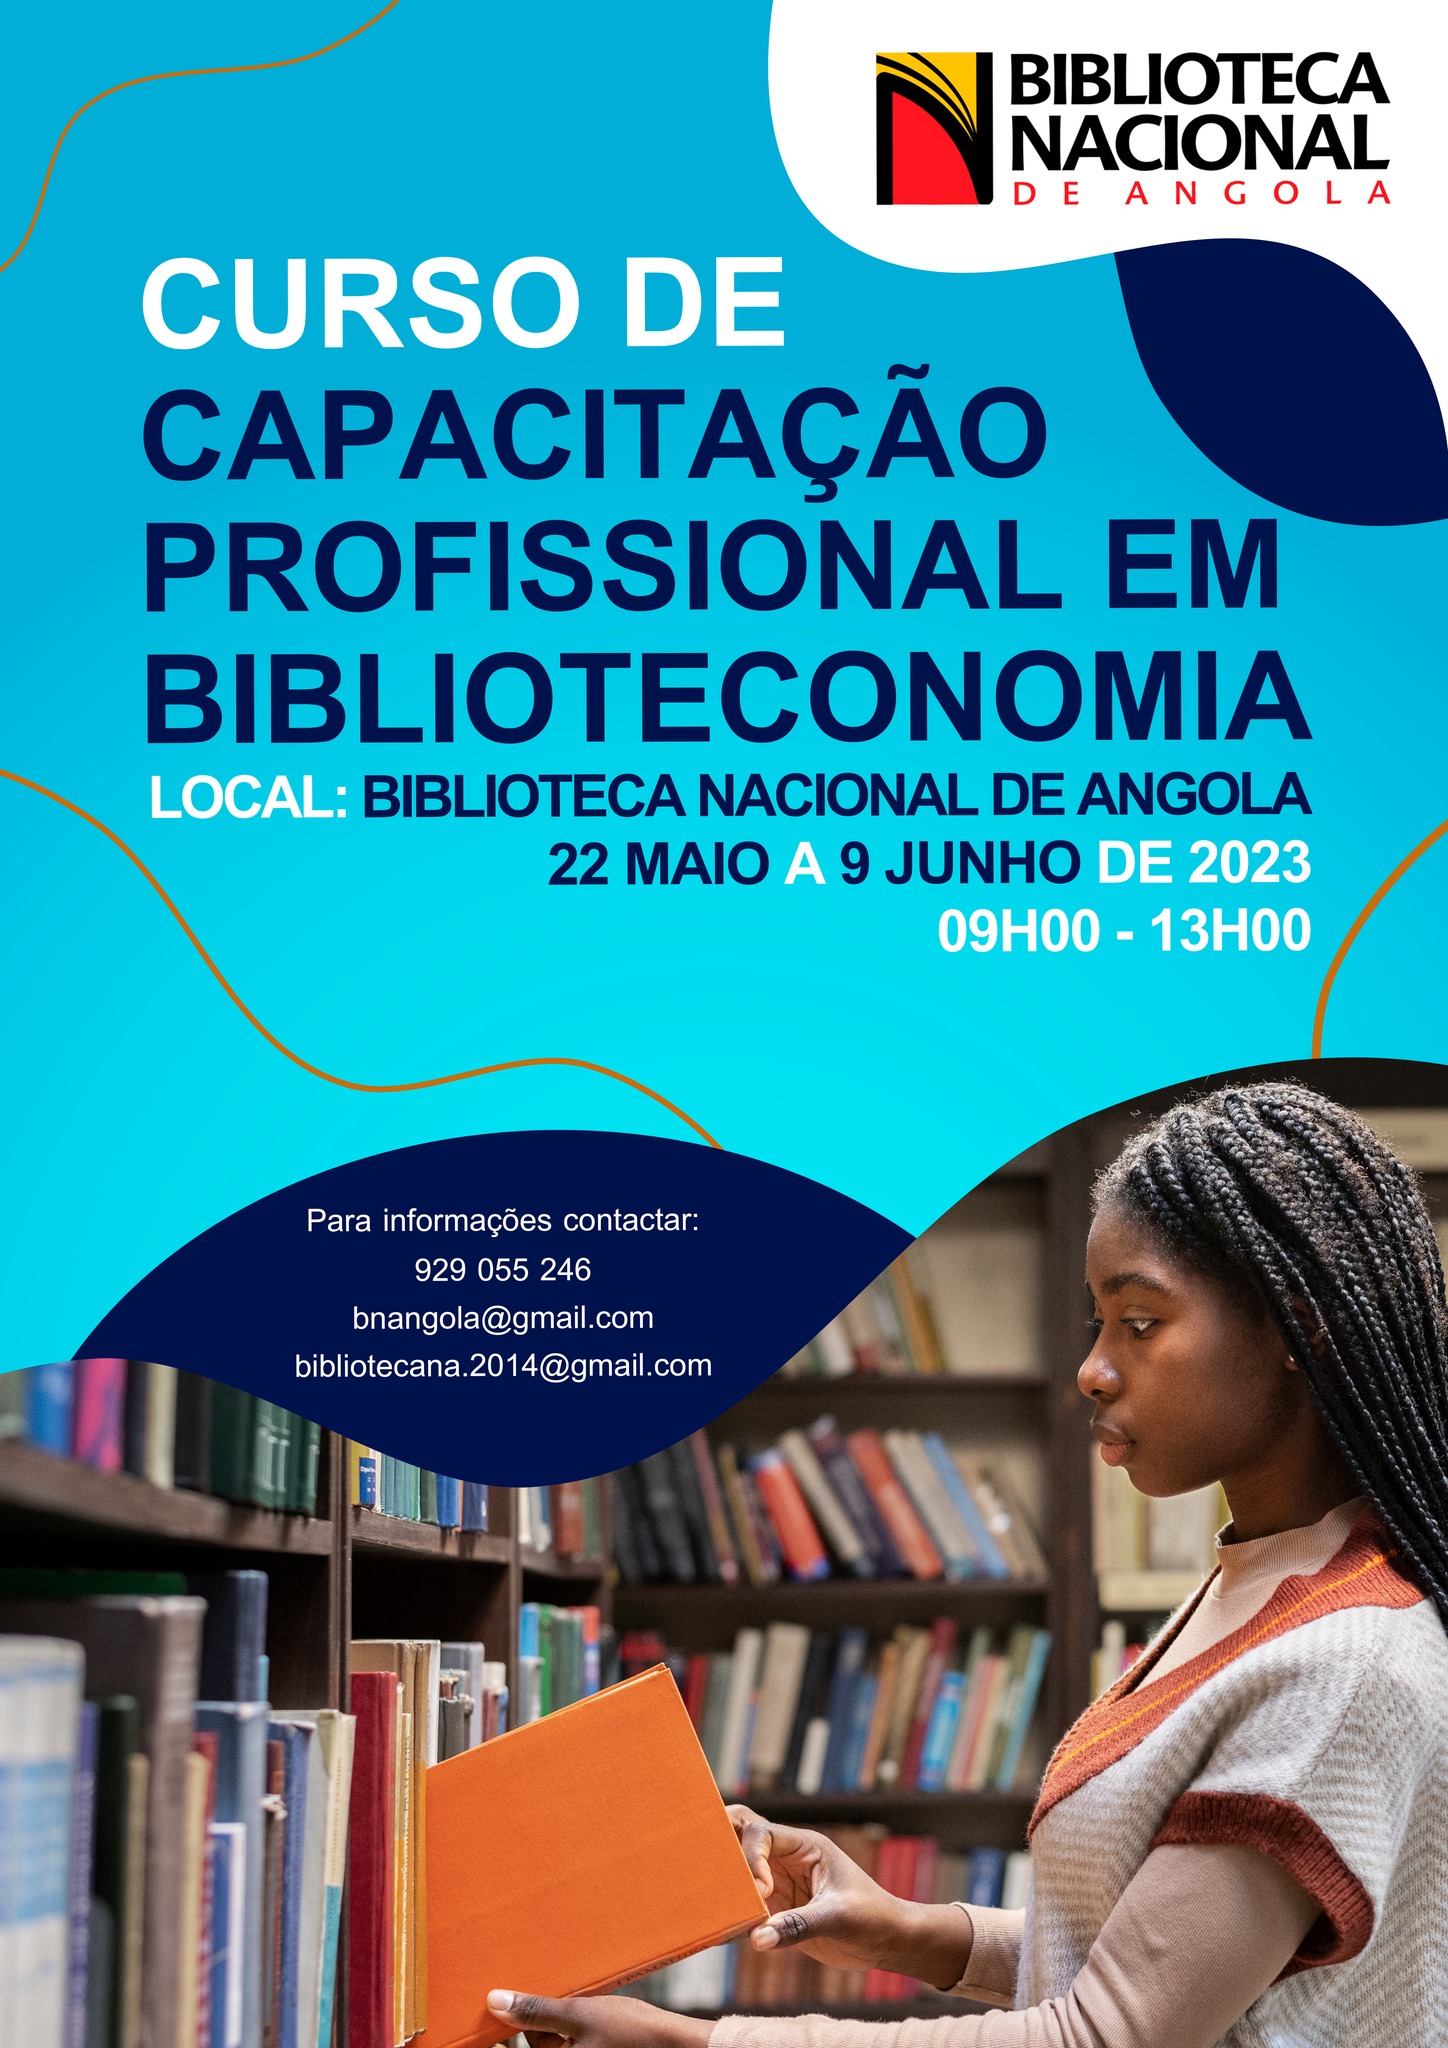 BIBLIOTECA
NACIONAL
DE ANGOLA
CURSO DE
CAPACITAÇÃO
PROFISSIONAL EM
BIBLIOTECONOMIA
LOCAL: BIBLIOTECA NACIONAL DE ANGOLA
22 MAIO A 9 JUNHO DE 2023
09H00 - 13H00
Para informações contactar:
929 055 246
bnangola@gmail.com
bibliotecana.2014@gmail.com